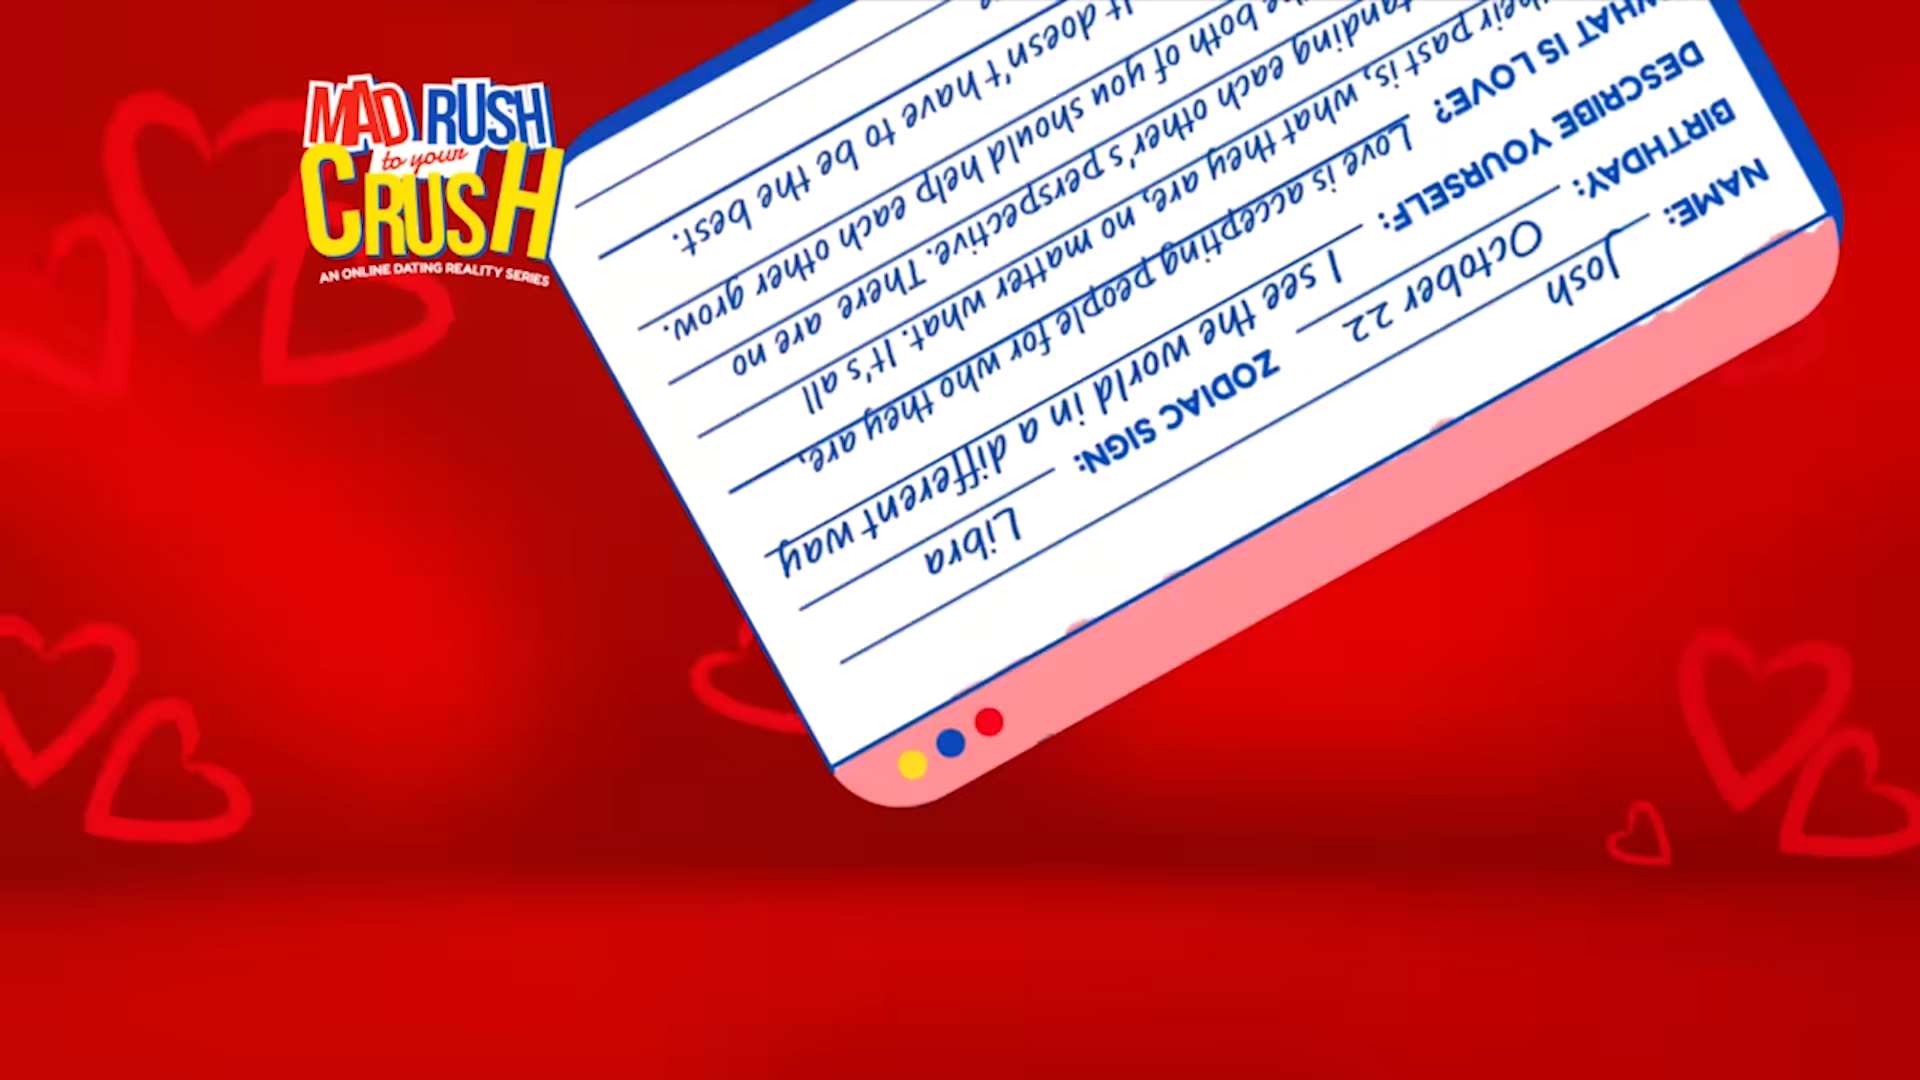 MAD RUSH
to your
CRUSH
AN ONLINE DATING REALITY SERIES
NAME: Josh
BIRTHDAY: October 22 ZODIAC SIGN: Libra
DESCRIBE YOURSELF: I see the world in a different way
WHAT IS LOVE? Love is accepting people for who they are,
their past is, what they are, no matter what. It's all
each other's perspective. There are no
both of you should help each other grow.
It doesn't have to be the best.